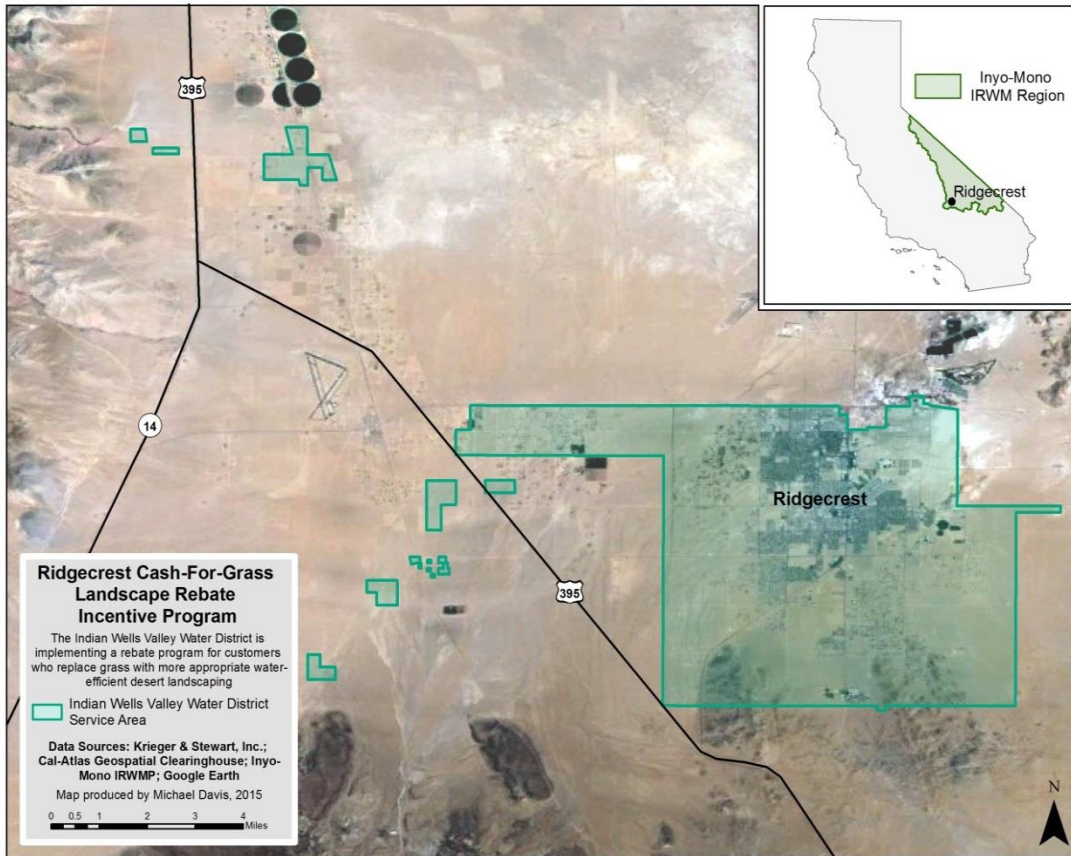 395
14
395
Ridgecrest
Inyo-Mono
IRWM Region
Ridgecrest
Ridgecrest Cash-For-Grass
Landscape Rebate
Incentive Program
The Indian Wells Valley Water District is
implementing a rebate program for customers
who replace grass with more appropriate water-
efficient desert landscaping
Indian Wells Valley Water District
Service Area
Data Sources: Krieger & Stewart, Inc.;
Cal-Atlas Geospatial Clearinghouse; Inyo-
Mono IRWMP; Google Earth
Map produced by Michael Davis, 2015
0 0.5 1 2 3 4
Miles
N